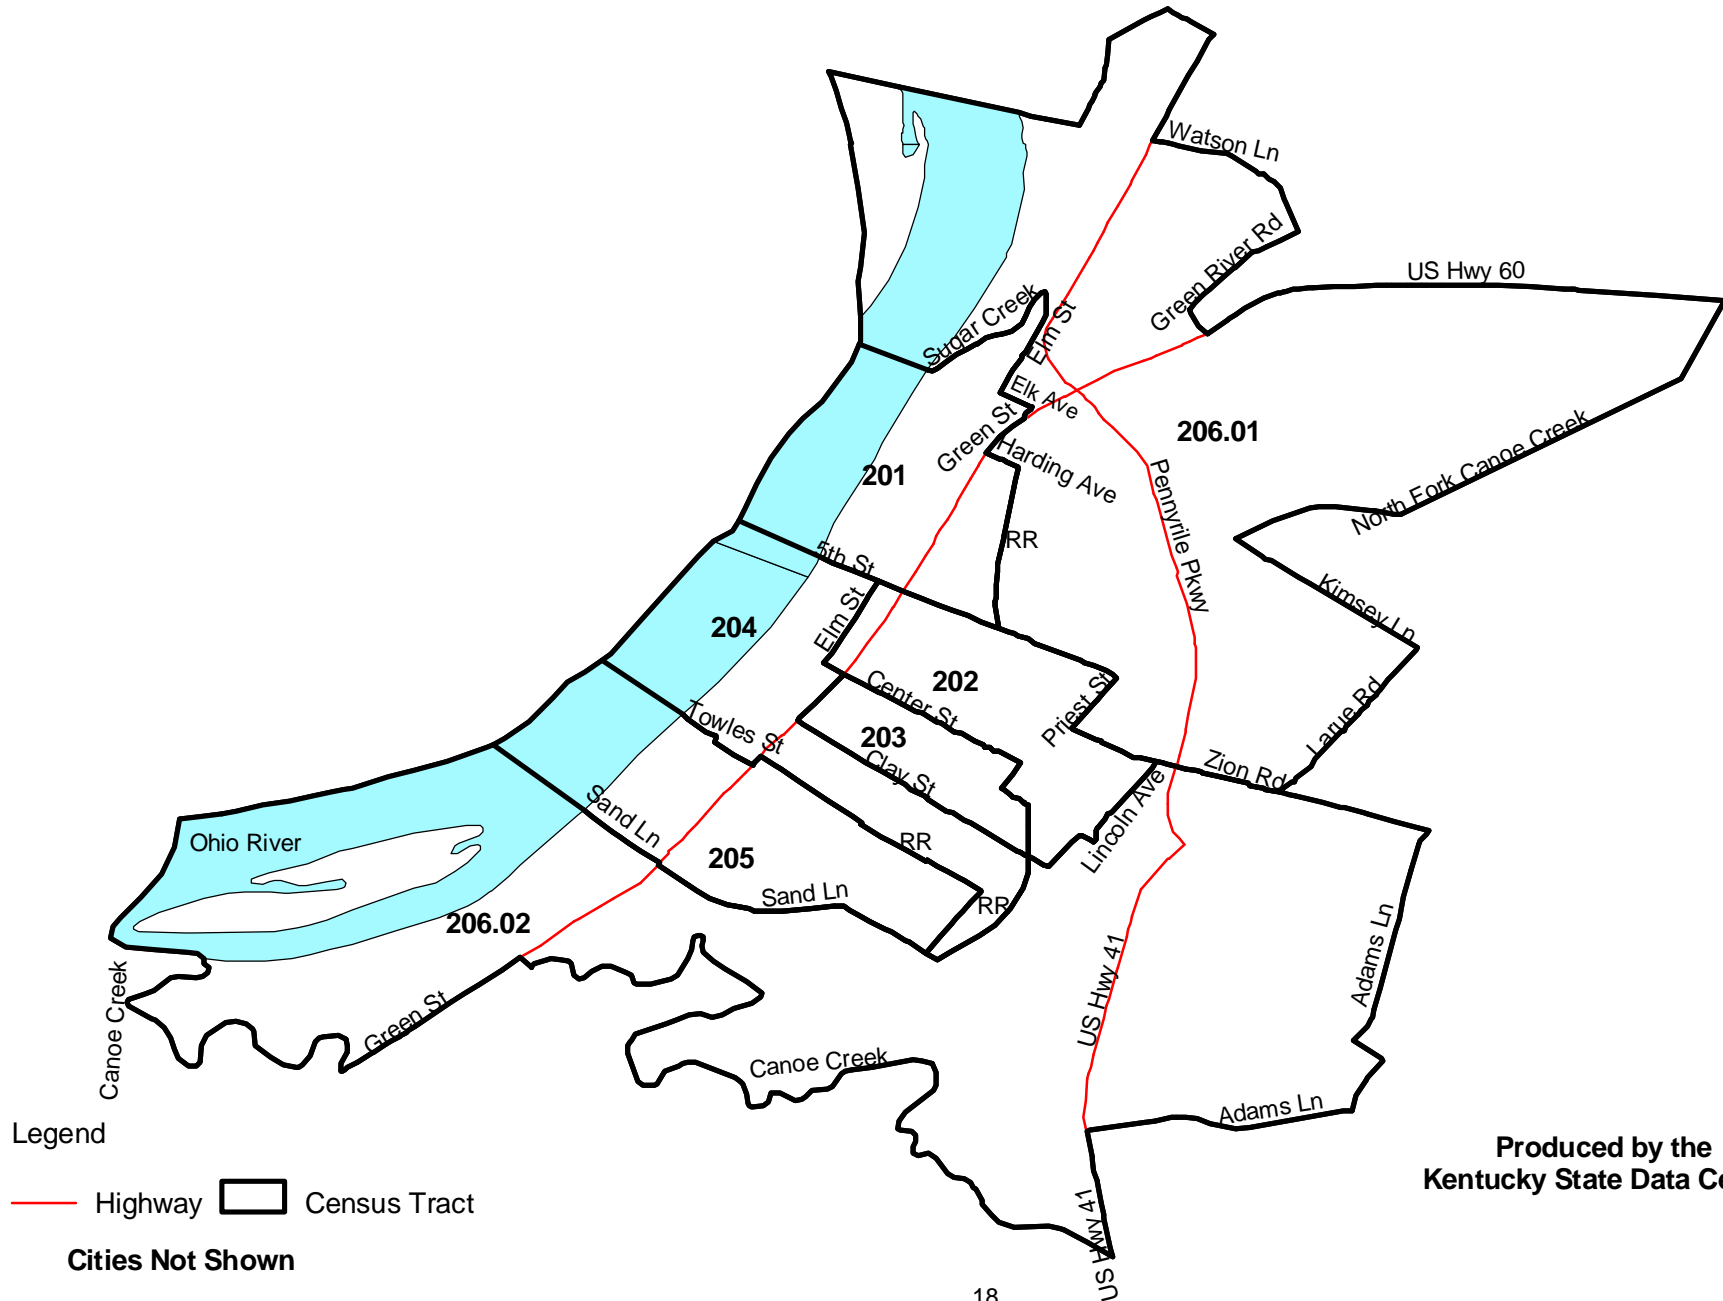 Watson Ln
Green River Rd
US Hwy 60
Sugar Creek
Elm St
Elk Ave
Green St
Harding Ave
206.01
North Fork Canoe Creek
201
Pennyrile Pkwy
RR
5th St
Elm St
Kimsey Ln
204
202
Center St
Priest St
Larue Rd
Towles St
203
Clay St
Zion Rd
Lincoln Ave
Sand Ln
RR
Ohio River
205
Sand Ln
RR
206.02
Adams Ln
US Hwy 41
Canoe Creek
Green St
Canoe Creek
Adams Ln
Legend
Highway
Census Tract
Cities Not Shown
Produced by the
Kentucky State Data
US Hwy 41
18